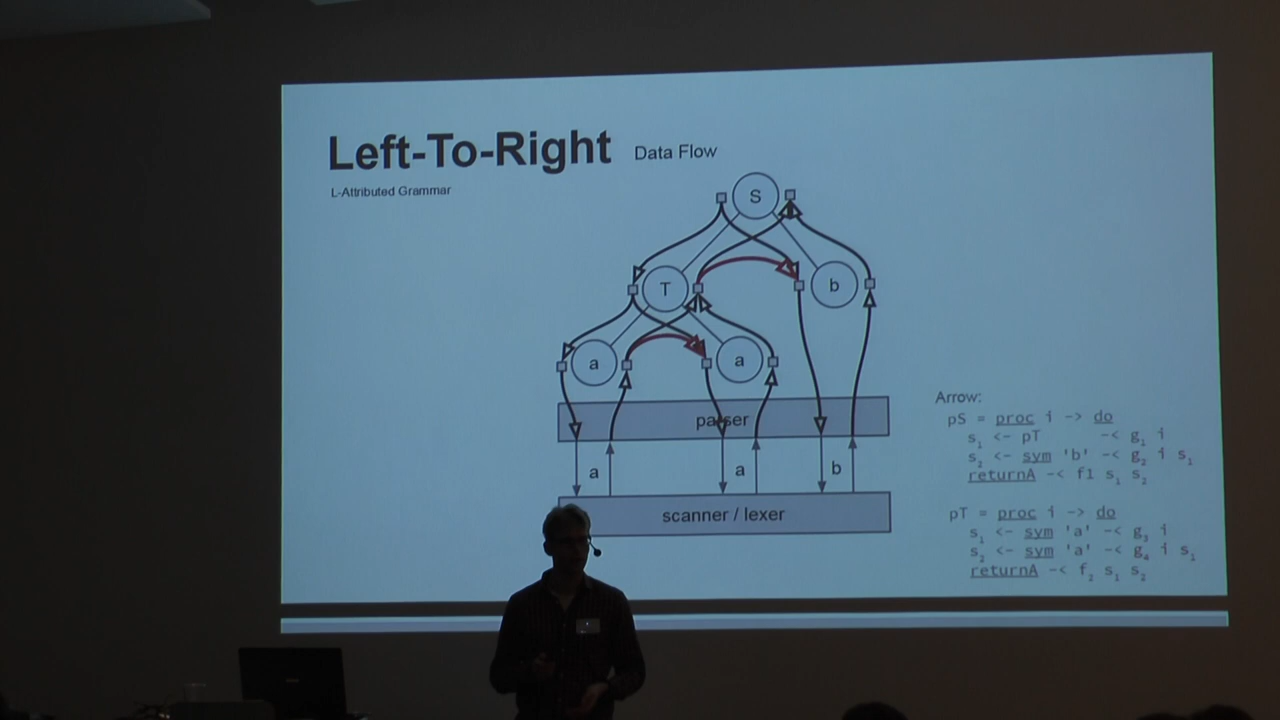 Left-To-Right Data Flow
L-Attributed Grammar
S
T
b
a
a
parser
a
a
b
scanner / lexer
Arrow:
pS = proc i -> do
s₁ <- pT -< g₁ i
s₂ <- sym 'b' -< g₂ i s₁
returnA -< f1 s₁ s₂
pT = proc i -> do
s₁ <- sym 'a' -< g₃ i
s₂ <- sym 'a' -< g₄ i s₁
returnA -< f₂ s₁ s₂